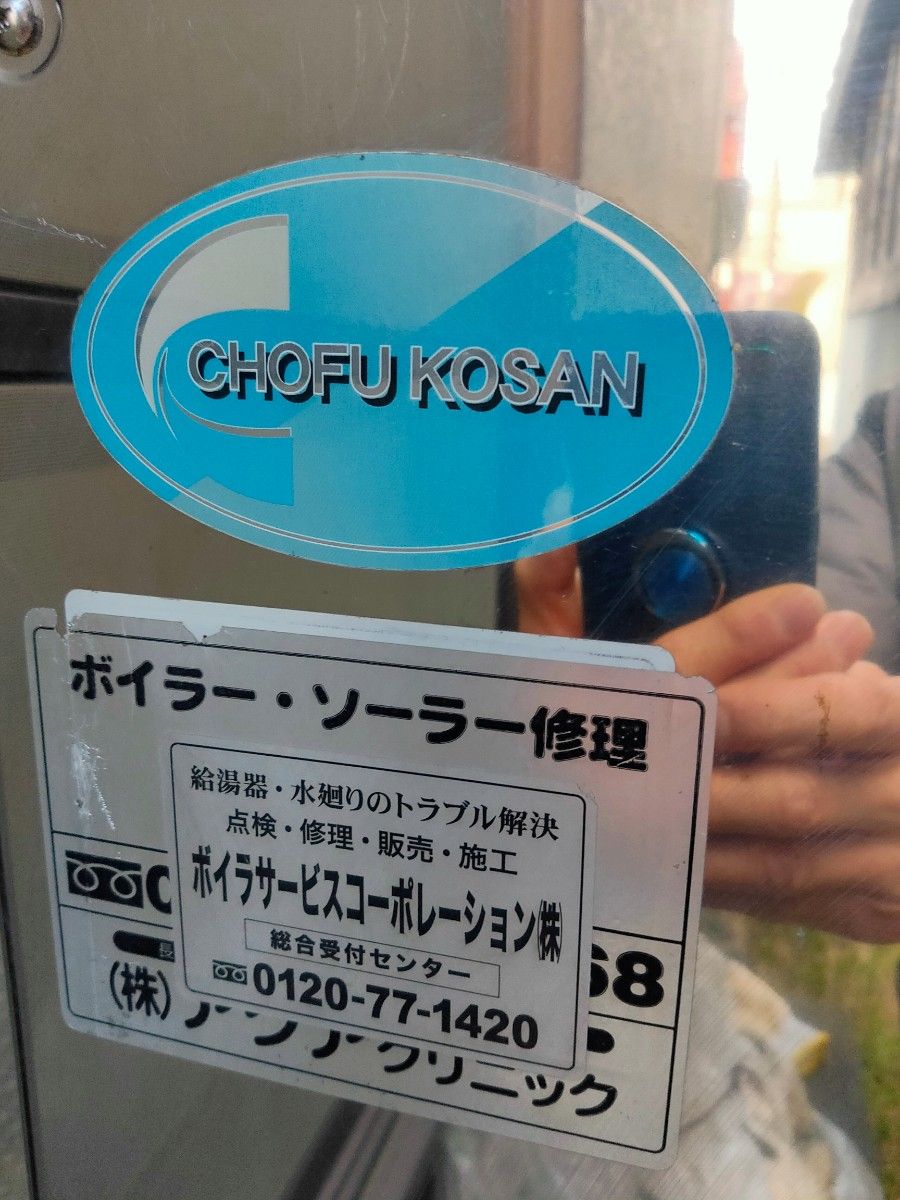 CHOFU KOSAN
ボイラー・ソーラー修理
給湯器・水廻りのトラブル解決
点検・修理・販売・施工
ボイラサービスコーポレーション㈱
総合受付センター
0120-77-1420
68
(株)
クリニック